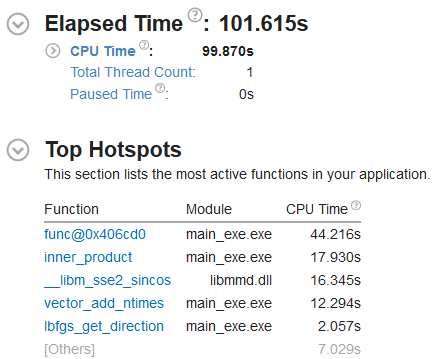 Elapsed Time ?: 101.615s
CPU Time ?: 99.870s
Total Thread Count: 1
Paused Time ?: 0s
Top Hotspots
This section lists the most active functions in your application.
Function Module CPU Time ?
func@0x406cd0 main_exe.exe 44.216s
inner_product main_exe.exe 17.930s
__libm_sse2_sincos libmmd.dll 16.345s
vector_add_ntimes main_exe.exe 12.294s
lbfgs_get_direction main_exe.exe 2.057s
[Others] 7.029s